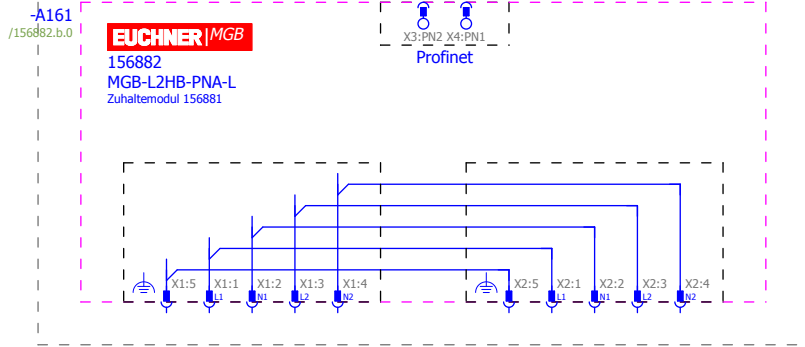 -A161
/156882.b.0
EUCHNER MGB
156882
MGB-L2HB-PNA-L
Zuhaltemodul 156881
X3:PN2 X4:PN1
Profinet
X1:5 X1:1 X1:2 X1:3 X1:4 X2:5 X2:1 X2:2 X2:3 X2:4
L1 N1 L2 N2 L1 N1 L2 N2